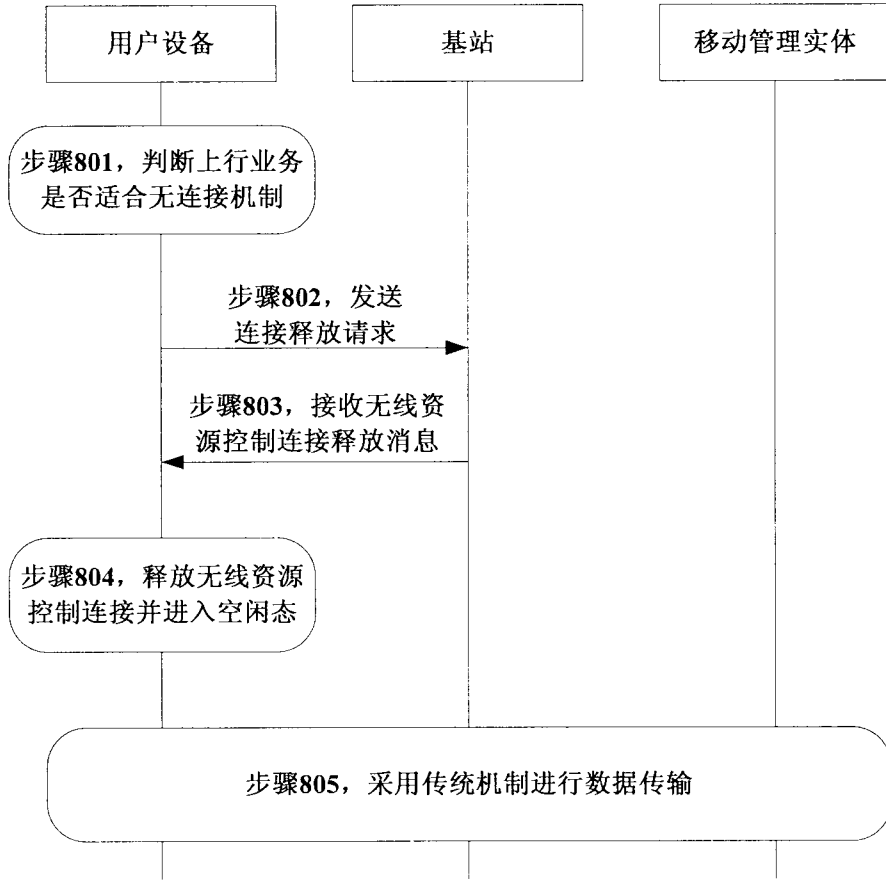 用户设备
基站
移动管理实体
步骤801，判断上行业务
是否适合无连接机制
步骤802，发送
连接释放请求
步骤803，接收无线资
源控制连接释放消息
步骤804，释放无线资源
控制连接并进入空闲态
步骤805，采用传统机制进行数据传输